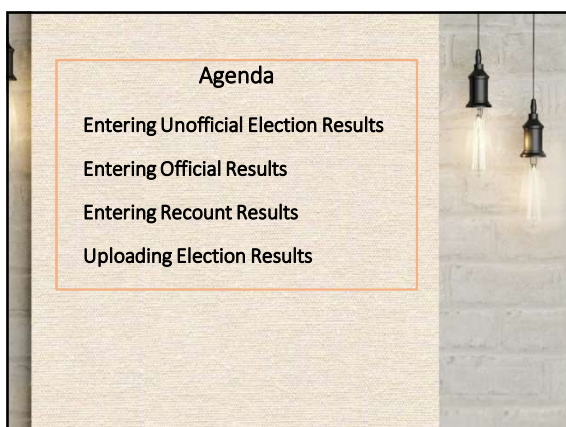 Agenda
Entering Unofficial Election Results
Entering Official Results
Entering Recount Results
Uploading Election Results